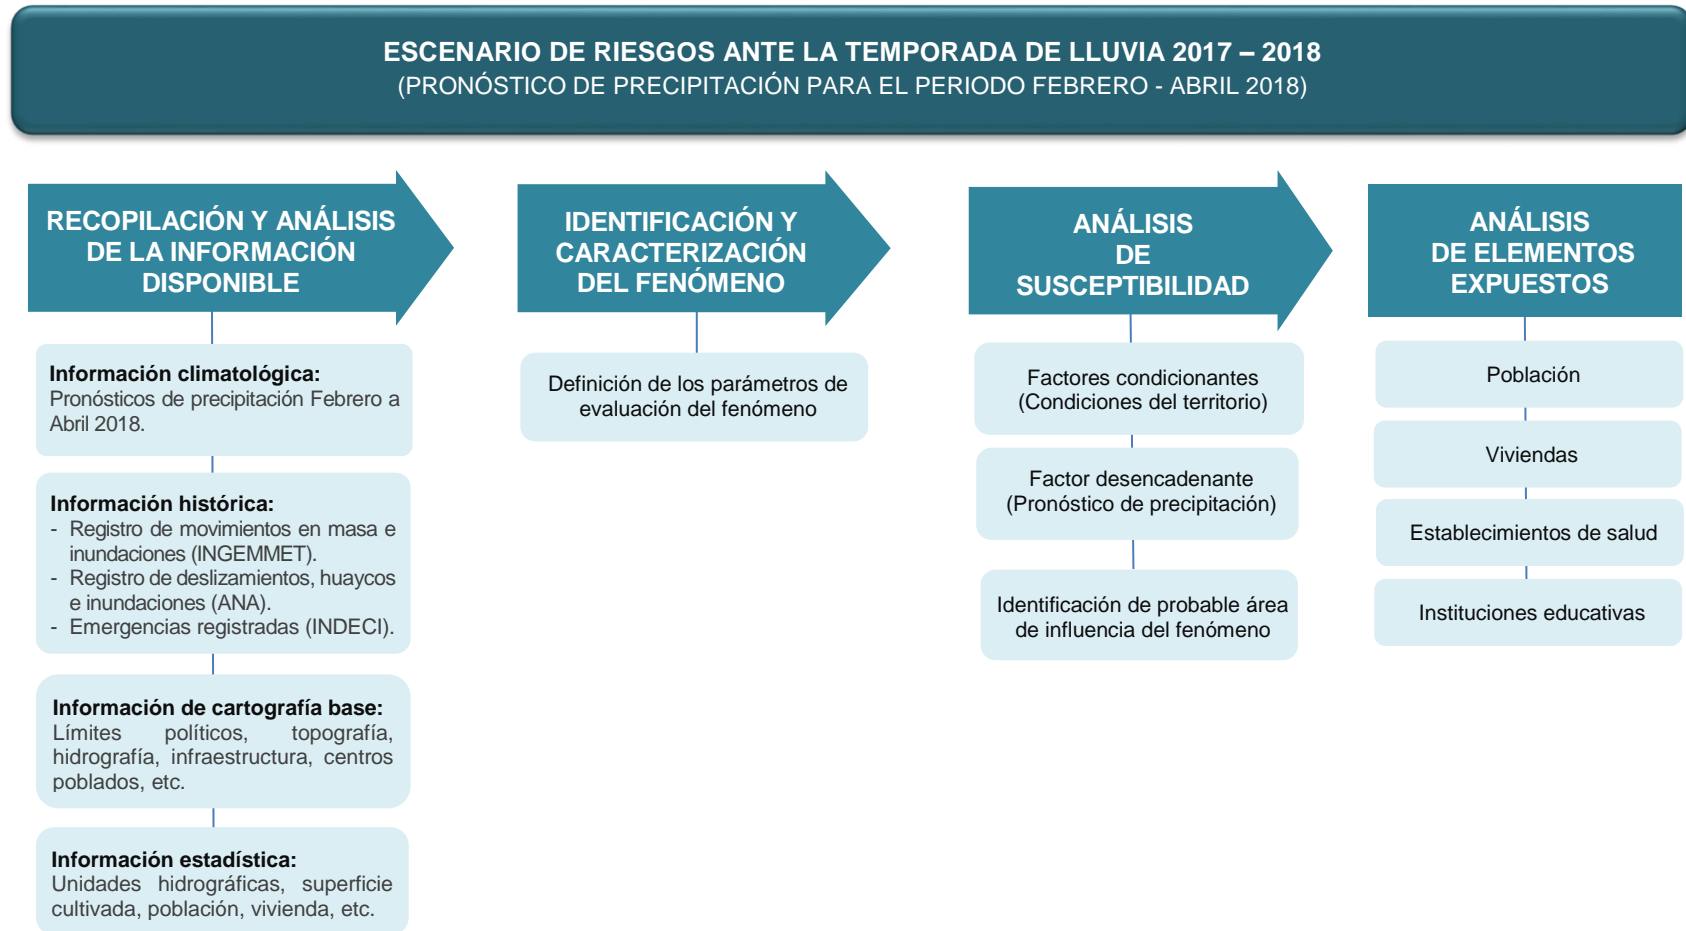 ESCENARIO DE RIESGOS ANTE LA TEMPORADA DE LLUVIA 2017 – 2018
(PRONÓSTICO DE PRECIPITACIÓN PARA EL PERIODO FEBRERO - ABRIL 2018)
RECOPILACIÓN Y ANÁLISIS
DE LA INFORMACIÓN
DISPONIBLE
Información climatológica:
Pronósticos de precipitación Febrero a
Abril 2018.
Información histórica:
- Registro de movimientos en masa e
inundaciones (INGEMMET).
- Registro de deslizamientos, huaycos
e inundaciones (ANA).
- Emergencias registradas (INDECI).
Información de cartografía base:
Límites políticos, topografía,
hidrografía, infraestructura, centros
poblados, etc.
Información estadística:
Unidades hidrográficas, superficie
cultivada, población, vivienda, etc.
IDENTIFICACIÓN Y
CARACTERIZACIÓN
DEL FENÓMENO
Definición de los parámetros de
evaluación del fenómeno
ANÁLISIS
DE
SUSCEPTIBILIDAD
Factores condicionantes
(Condiciones del territorio)
Factor desencadenante
(Pronóstico de precipitación)
Identificación de probable área
de influencia del fenómeno
ANÁLISIS
DE ELEMENTOS
EXPUESTOS
Población
Viviendas
Establecimientos de salud
Instituciones educativas